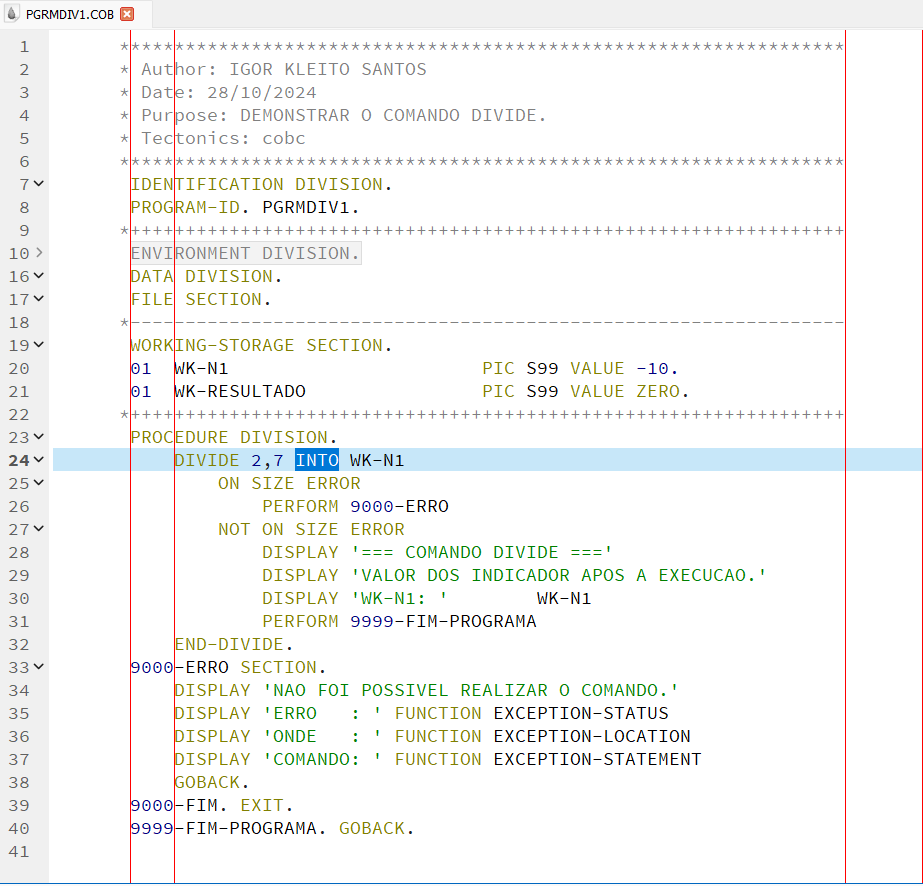 PGRMDIV1.COB
1 ******************************************************************
2 * Author: IGOR KLEITO SANTOS
3 * Date: 28/10/2024
4 * Purpose: DEMONSTRAR O COMANDO DIVIDE.
5 * Tectonics: cobc
6 ******************************************************************
7 IDENTIFICATION DIVISION.
8 PROGRAM-ID. PGRMDIV1.
9 *+++++++++++++++++++++++++++++++++++++++++++++++++++++++++++++++++
10 ENVIRONMENT DIVISION.
16 DATA DIVISION.
17 FILE SECTION.
18 *-----------------------------------------------------------------
19 WORKING-STORAGE SECTION.
20 01  WK-N1                       PIC S99 VALUE -10.
21 01  WK-RESULTADO                PIC S99 VALUE ZERO.
22 *+++++++++++++++++++++++++++++++++++++++++++++++++++++++++++++++++
23 PROCEDURE DIVISION.
24     DIVIDE 2,7 INTO WK-N1
25         ON SIZE ERROR
26             PERFORM 9000-ERRO
27         NOT ON SIZE ERROR
28             DISPLAY '=== COMANDO DIVIDE ==='
29             DISPLAY 'VALOR DOS INDICADOR APOS A EXECUCAO.'
30             DISPLAY 'WK-N1: '        WK-N1
31             PERFORM 9999-FIM-PROGRAMA
32     END-DIVIDE.
33 9000-ERRO SECTION.
34     DISPLAY 'NAO FOI POSSIVEL REALIZAR O COMANDO.'
35     DISPLAY 'ERRO   : ' FUNCTION EXCEPTION-STATUS
36     DISPLAY 'ONDE   : ' FUNCTION EXCEPTION-LOCATION
37     DISPLAY 'COMANDO: ' FUNCTION EXCEPTION-STATEMENT
38     GOBACK.
39 9000-FIM. EXIT.
40 9999-FIM-PROGRAMA. GOBACK.
41